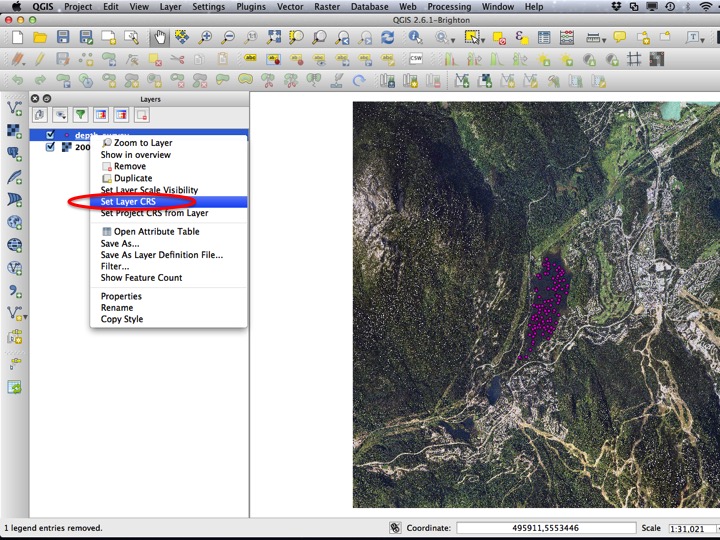 QGIS Project Edit View Layer Settings Plugins Vector Raster Database Web Processing Window Help
QGIS 2.6.1-Brighton
CSW
Layers
200
Zoom to Layer
Show in overview
Remove
Duplicate
Set Layer Scale Visibility
Set Layer CRS
Set Project CRS from Layer
Open Attribute Table
Save As...
Save As Layer Definition File...
Filter...
Show Feature Count
Properties
Rename
Copy Style
1 legend entries removed.
Coordinate: 495911,5553446 Scale 1:31,021